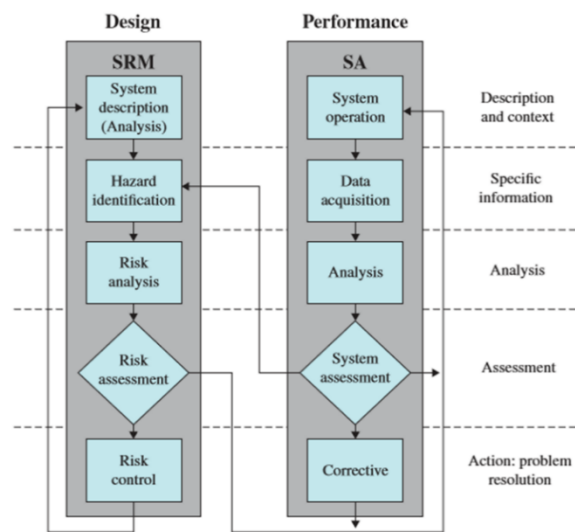 Design
Performance
SRM
SA
System
description
(Analysis)
System
operation
Description
and context
Hazard
identification
Data
acquisition
Specific
information
Risk
analysis
Analysis
Analysis
Risk
assessment
System
assessment
Assessment
Risk
control
Corrective
Action: problem
resolution